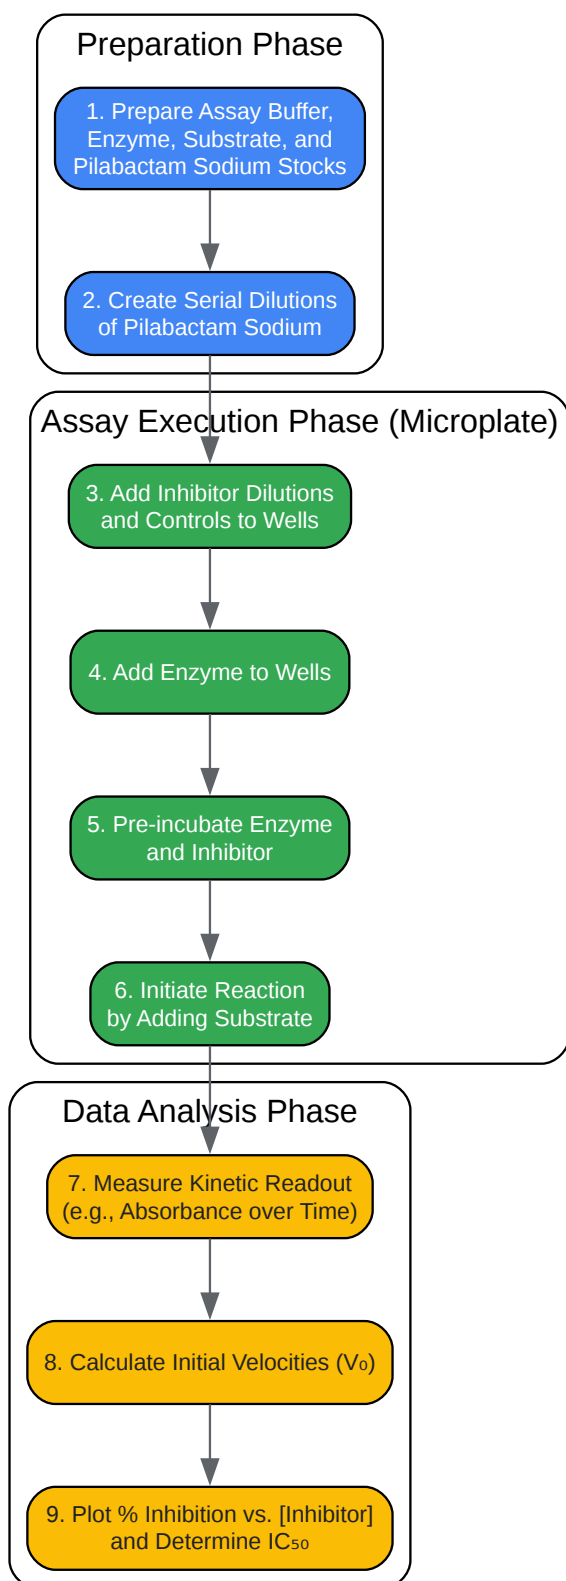 Preparation Phase
1. Prepare Assay Buffer,
Enzyme, Substrate, and
Pilabactam Sodium Stocks
2. Create Serial Dilutions
of Pilabactam Sodium
Assay Execution Phase (Microplate)
3. Add Inhibitor Dilutions
and Controls to Wells
4. Add Enzyme to Wells
5. Pre-incubate Enzyme
and Inhibitor
6. Initiate Reaction
by Adding Substrate
Data Analysis Phase
7. Measure Kinetic Readout
(e.g., Absorbance over Time)
8. Calculate Initial Velocities (V₀)
9. Plot % Inhibition vs. [Inhibitor]
and Determine IC₅₀